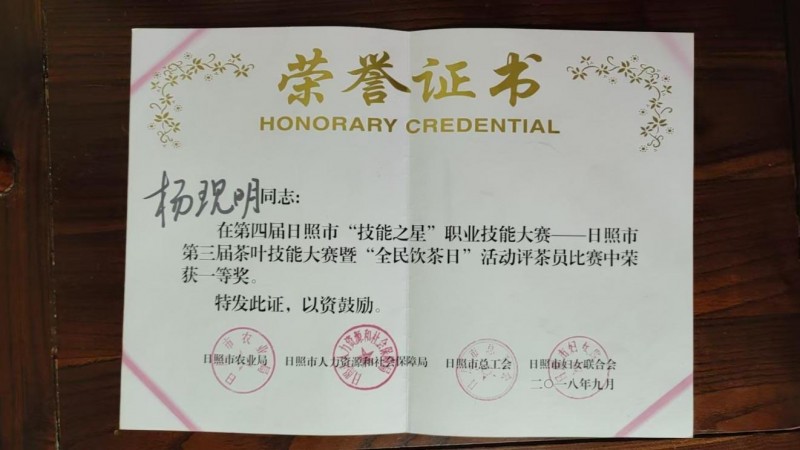 荣誉证书
HONORARY CREDENTIAL
杨琨明同志：
在第四届日照市“技能之星”职业技能大赛——日照市
第三届茶叶技能大赛暨“全民饮茶日”活动评茶员比赛中荣
获一等奖。
特发此证，以资鼓励。
日照市农业局 日照市人力资源和社会保障局 日照市总工会 日照市妇女联合会
二〇一八年九月